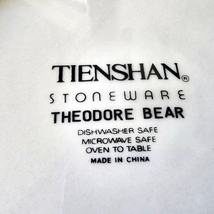 TIENSHAN®
STONEWARE
THEODORE BEAR
DISHWASHER SAFE
MICROWAVE SAFE
OVEN TO TABLE
MADE IN CHINA